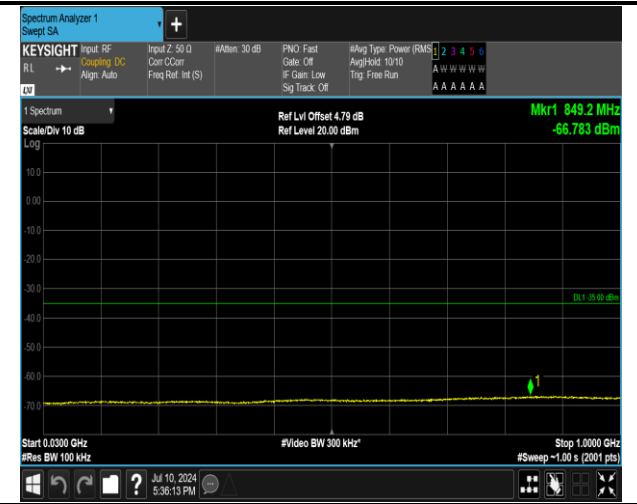 Spectrum Analyzer 1
Swept SA
KEYSIGHT Input: RF Input Z: 50 Ω #Atten: 30 dB PNO: Fast #Avg Type: Power (RMS 1 2 3 4 5 6
RL Coupling: DC Corr CCorr Gate: Off Avg|Hold: 10/10 A W W W W W
Align: Auto Freq Ref: Int (S) IF Gain: Low Trig: Free Run
LXI Sig Track: Off A A A A A A
1 Spectrum Ref Lvl Offset 4.79 dB Mkr1 849.2 MHz
Scale/Div 10 dB Ref Level 20.00 dBm -66.783 dBm
Log
10.0
0.00
-10.0
-20.0
-30.0
DL1 -35.00 dBm
-40.0
-50.0
-60.0
1
-70.0
Start 0.0300 GHz #Video BW 300 kHz* Stop 1.0000 GHz
#Res BW 100 kHz #Sweep ~1.00 s (2001 pts)
? Jul 10, 2024
5:36:13 PM